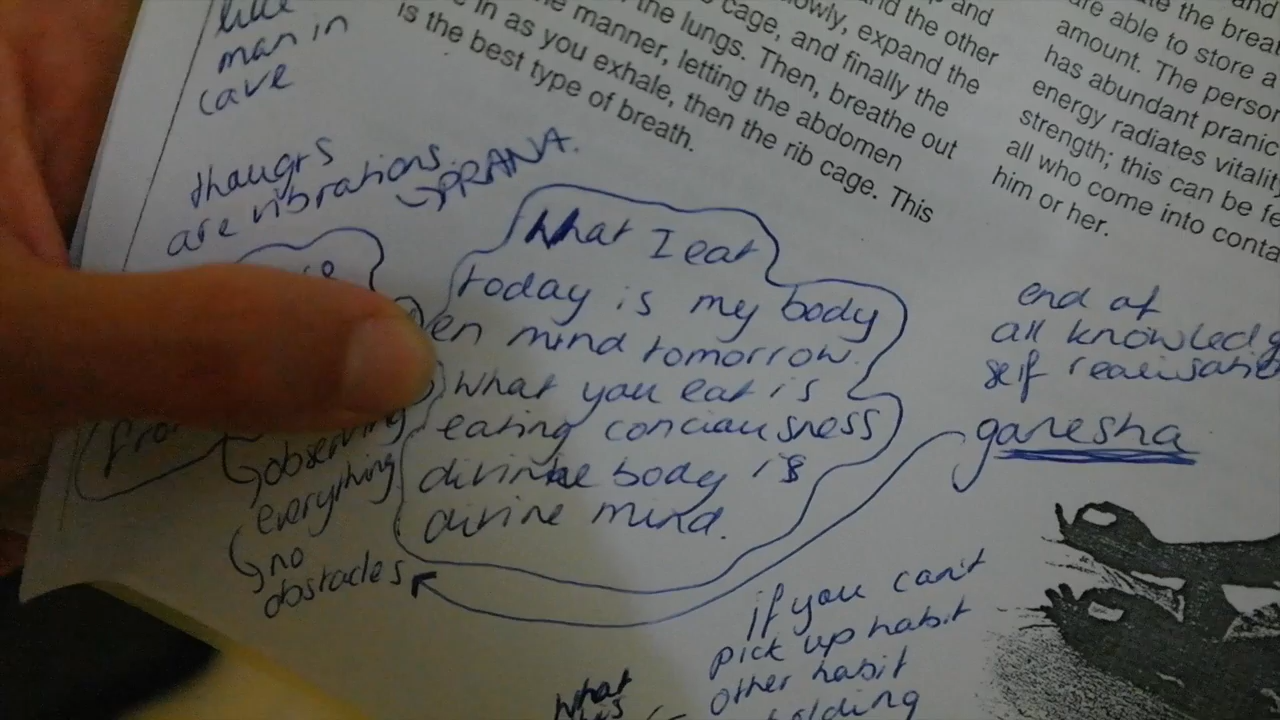 man in
cave
thaugrs
are vibrations
PRANA.
cage, and finally the
the lungs. Then, breathe out
manner, letting the abdomen
in as you exhale, then the rib cage. This
is the best type of breath.
and
and the other
slowly, expand the
the breat
are able to store a
amount. The person
has abundant pranic
energy radiates vitality
strength; this can be fe
all who come into conta
him or her.
What I eat
today is my body
en mind tomorrow.
What you eat is
eating conciousness
divine body is
divine mind.
observing
everything
no
obstacles
end of
all knowledg
self realisatio
ganesha
if you can't
pick up habit
other habit
What